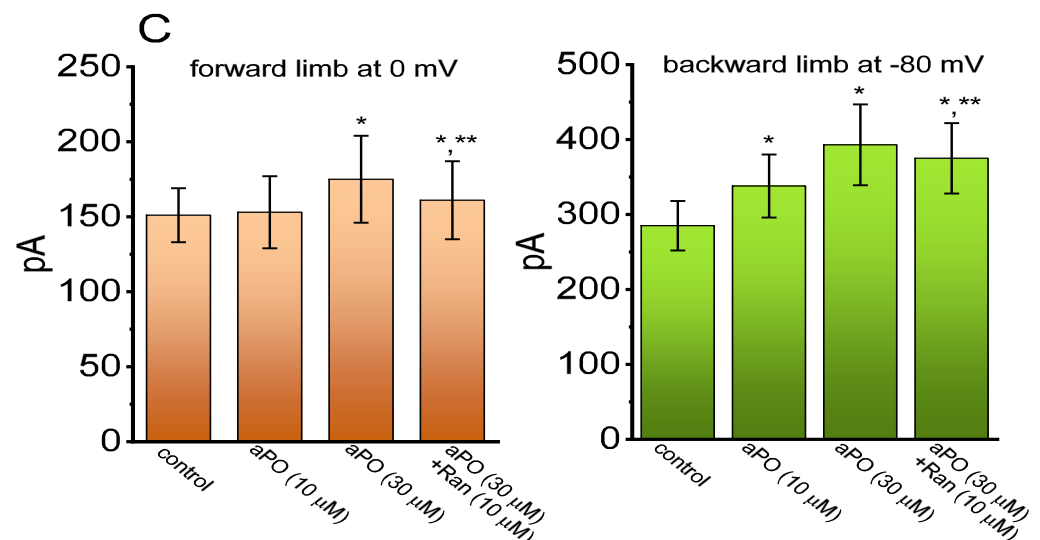 C
forward limb at 0 mV
250
200
150
100
50
0
pA
*
*,**
control
aPO (10 μM)
aPO (30 μM)
aPO (30 μM)
+Ran (10 μM)
backward limb at -80 mV
500
400
300
200
100
0
pA
*
*
*,**
control
aPO (10 μM)
aPO (30 μM)
aPO (30 μM)
+Ran (10 μM)